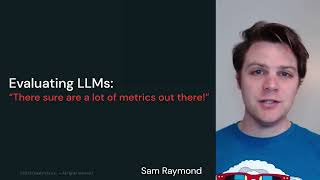 Evaluating LLMs:
“There sure are a lot of metrics out there!”
Sam Raymond